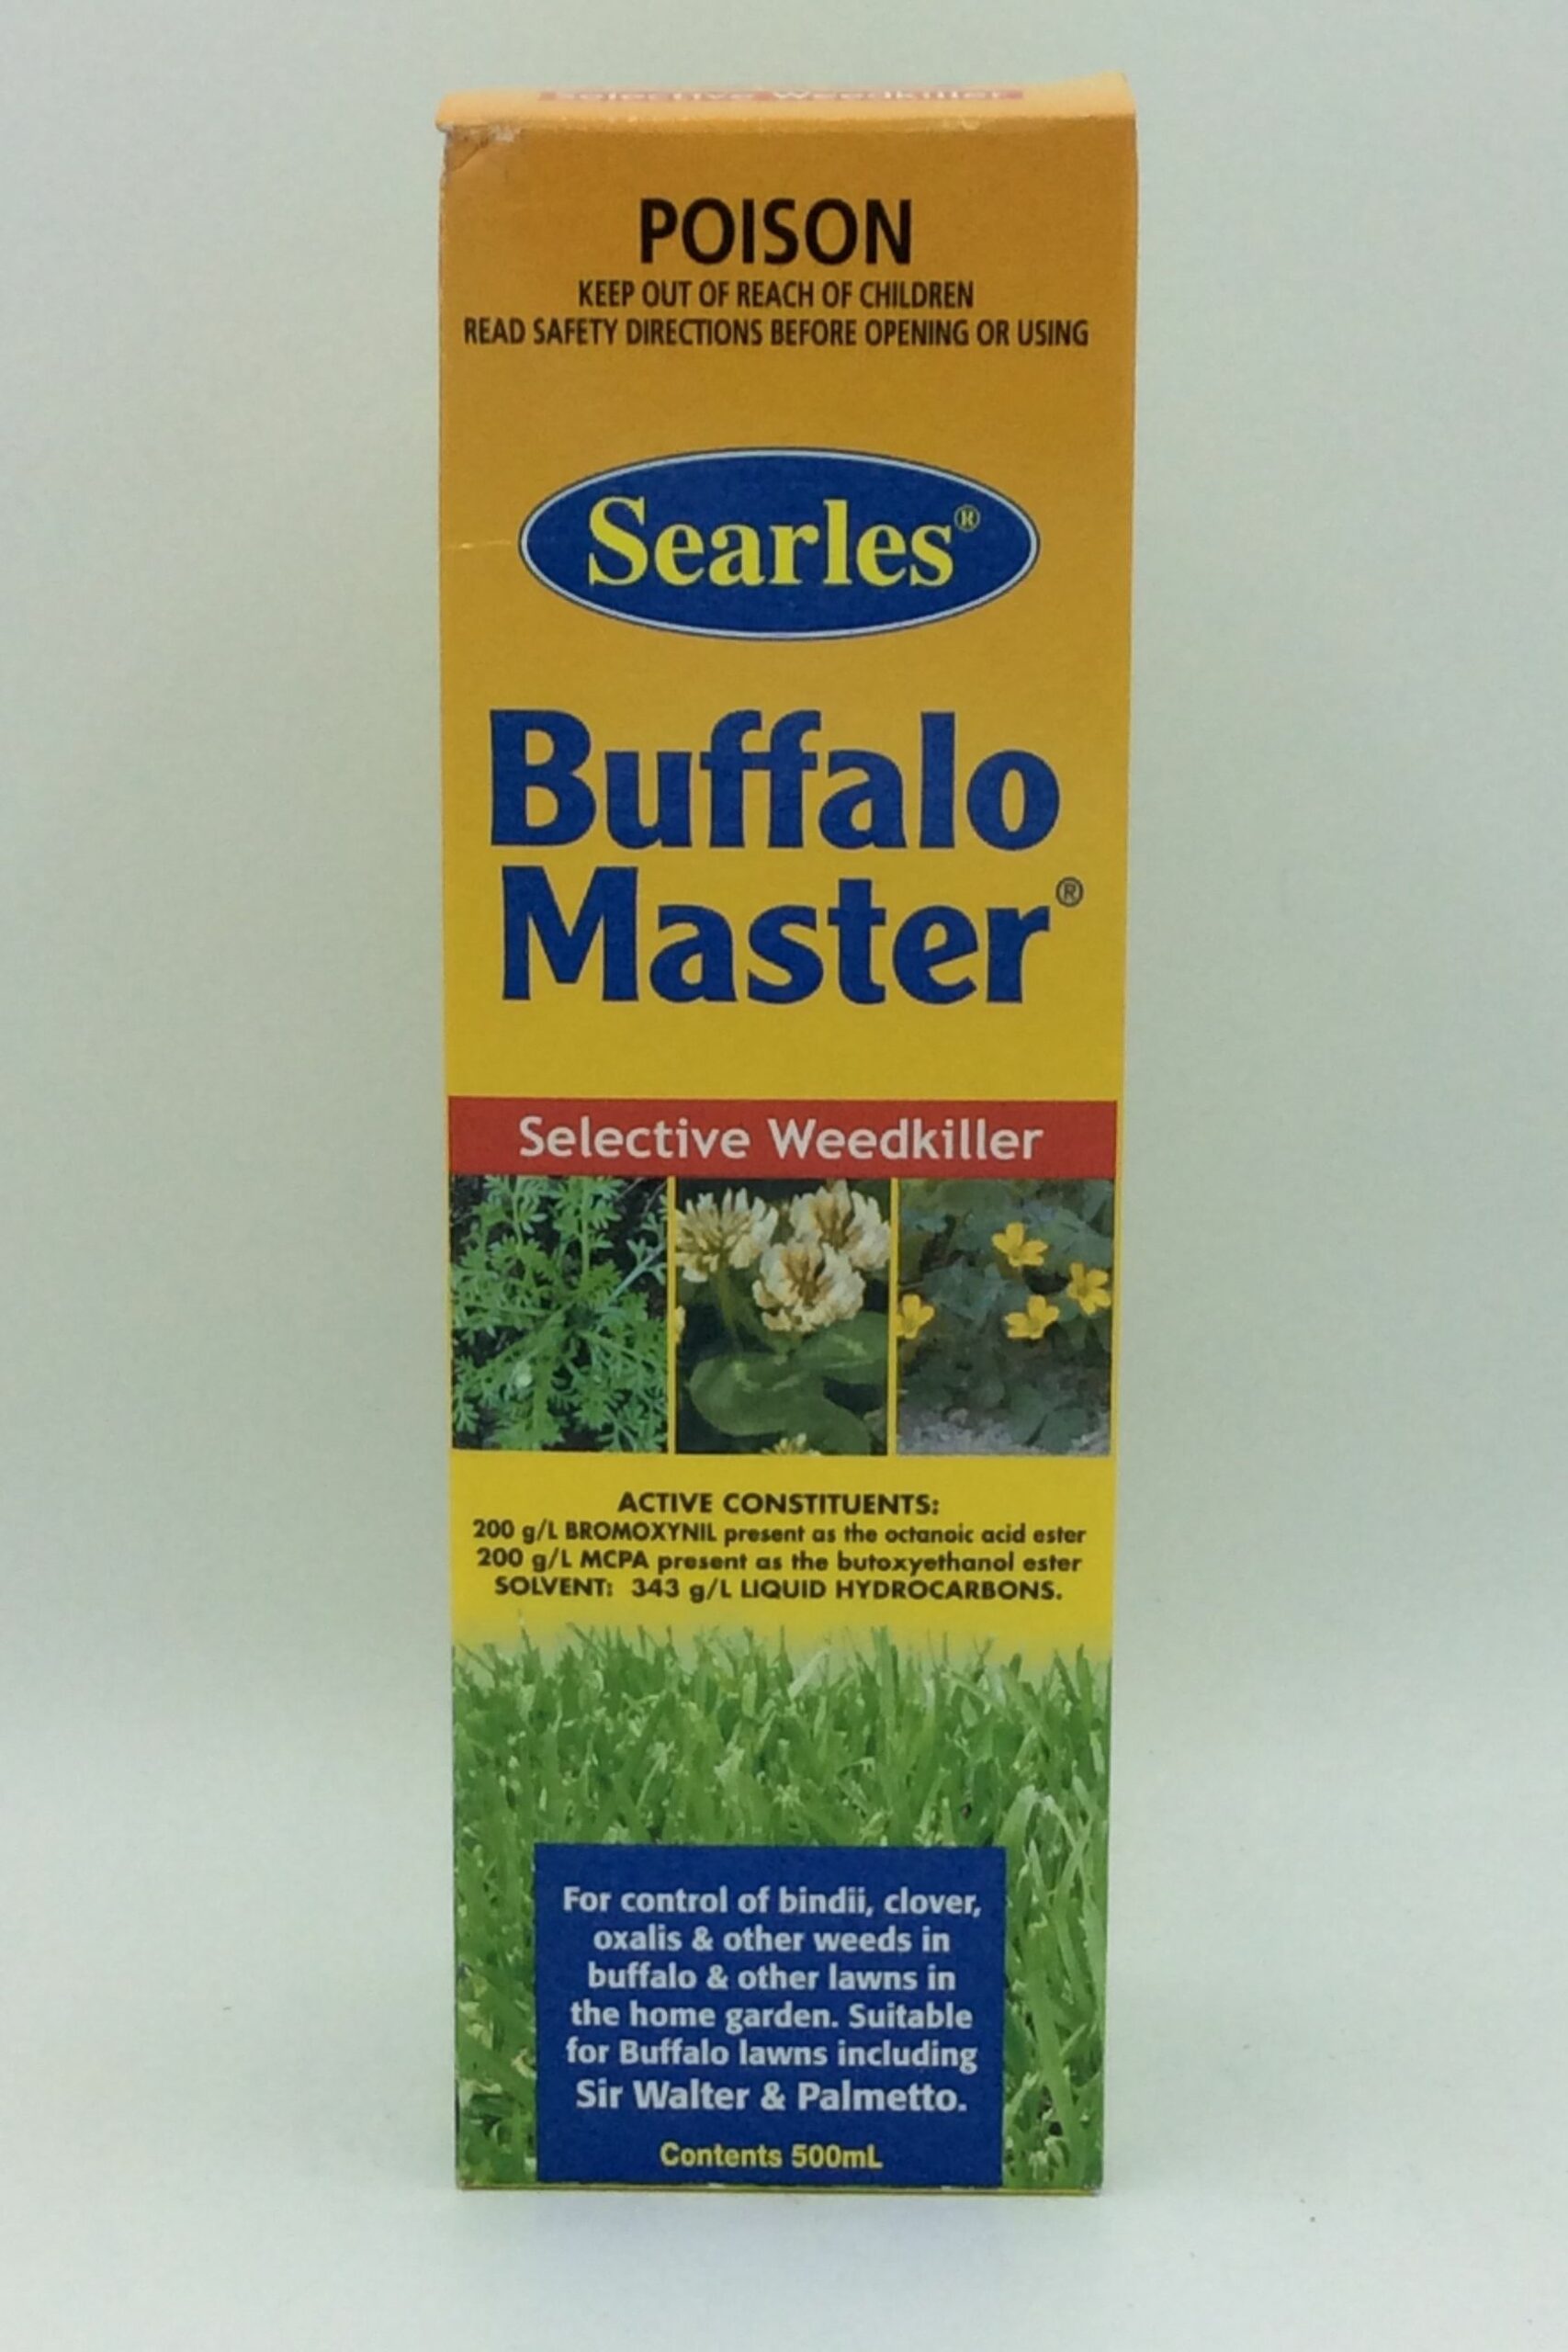 Selective Weedkiller
POISON
KEEP OUT OF REACH OF CHILDREN
READ SAFETY DIRECTIONS BEFORE OPENING OR USING
Searles®
Buffalo
Master®
Selective Weedkiller
ACTIVE CONSTITUENTS:
200 g/L BROMOXYNIL present as the octanoic acid ester
200 g/L MCPA present as the butoxyethanol ester
SOLVENT: 343 g/L LIQUID HYDROCARBONS.
For control of bindii, clover,
oxalis & other weeds in
buffalo & other lawns in
the home garden. Suitable
for Buffalo lawns including
Sir Walter & Palmetto.
Contents 500mL